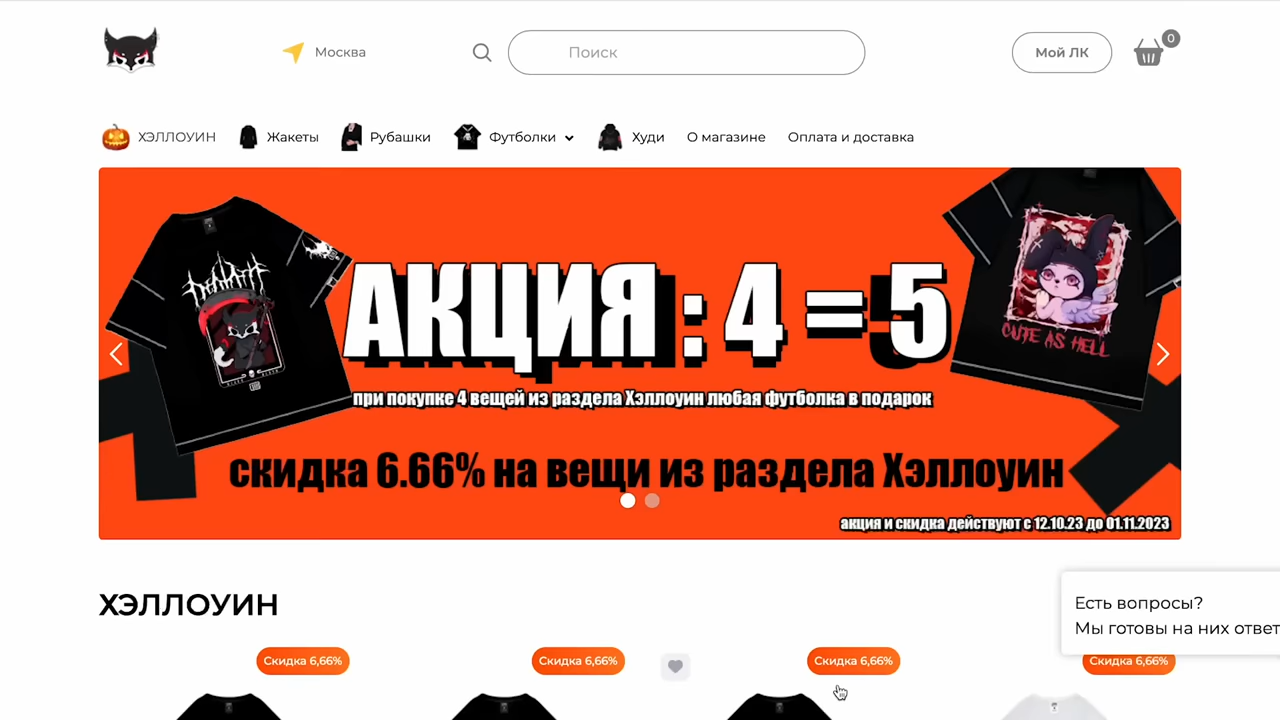 Москва
Поиск
Мой ЛК
0
ХЭЛЛОУИН
Жакеты
Рубашки
Футболки
Худи
О магазине
Оплата и доставка
АКЦИЯ : 4 = 5
при покупке 4 вещей из раздела Хэллоуин любая футболка в подарок
скидка 6.66% на вещи из раздела Хэллоуин
акция и скидка действуют с 12.10.23 до 01.11.2023
CUTE AS HELL
ХЭЛЛОУИН
Есть вопросы?
Мы готовы на них ответ
Скидка 6,66%
Скидка 6,66%
Скидка 6,66%
Скидка 6,66%